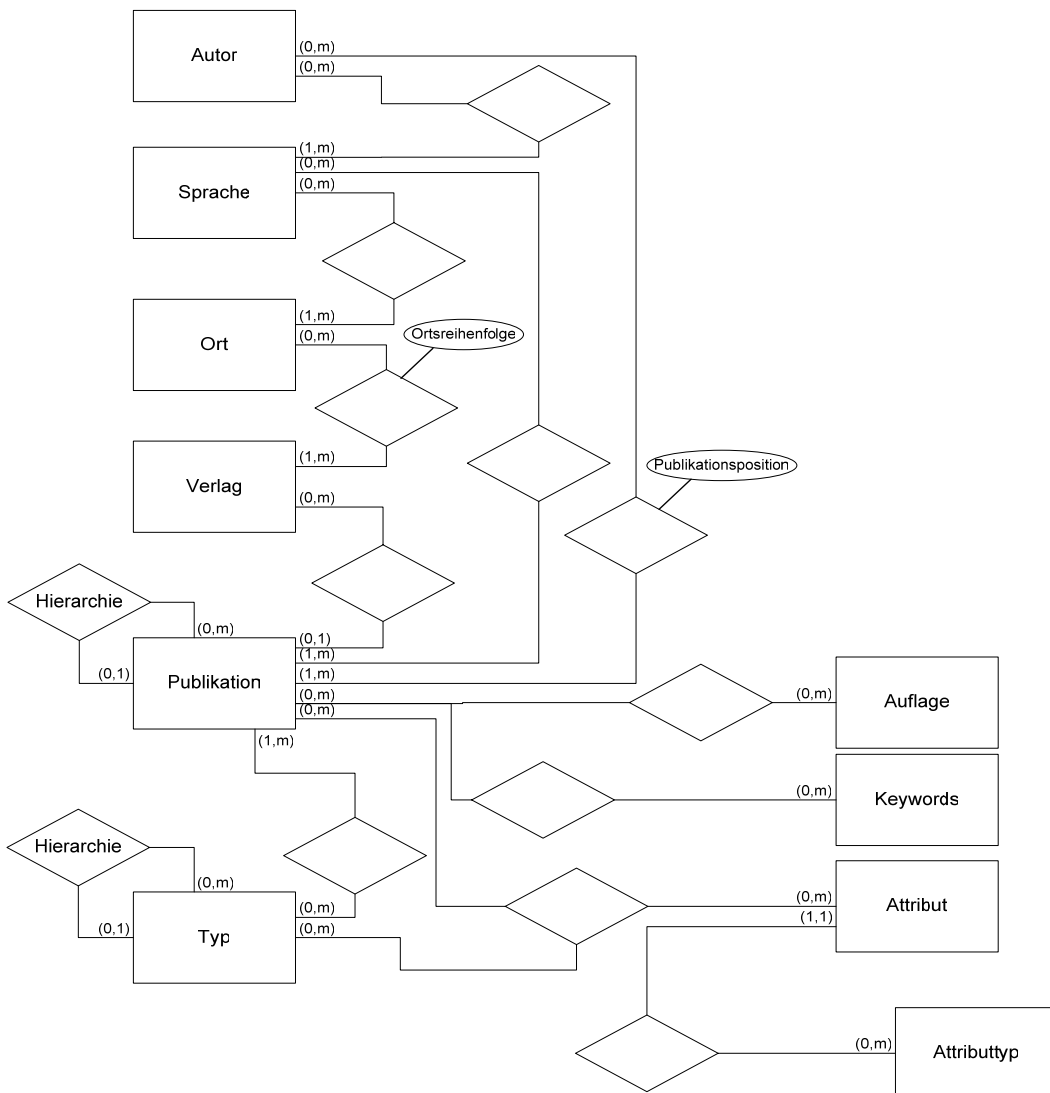 Autor
(0,m)
(0,m)
(1,m)
(0,m)
Sprache
(0,m)
(1,m)
Ort
(0,m)
Ortsreihenfolge
(1,m)
Verlag
(0,m)
Publikationsposition
Hierarchie
(0,m)
(0,1)
(0,1)
(1,m)
Publikation
(1,m)
(0,m)
(0,m)
(1,m)
(0,m)
Auflage
(0,m)
Keywords
Hierarchie
(0,m)
(0,1)
Typ
(0,m)
(0,m)
(0,m)
Attribut
(1,1)
(0,m)
Attributtyp